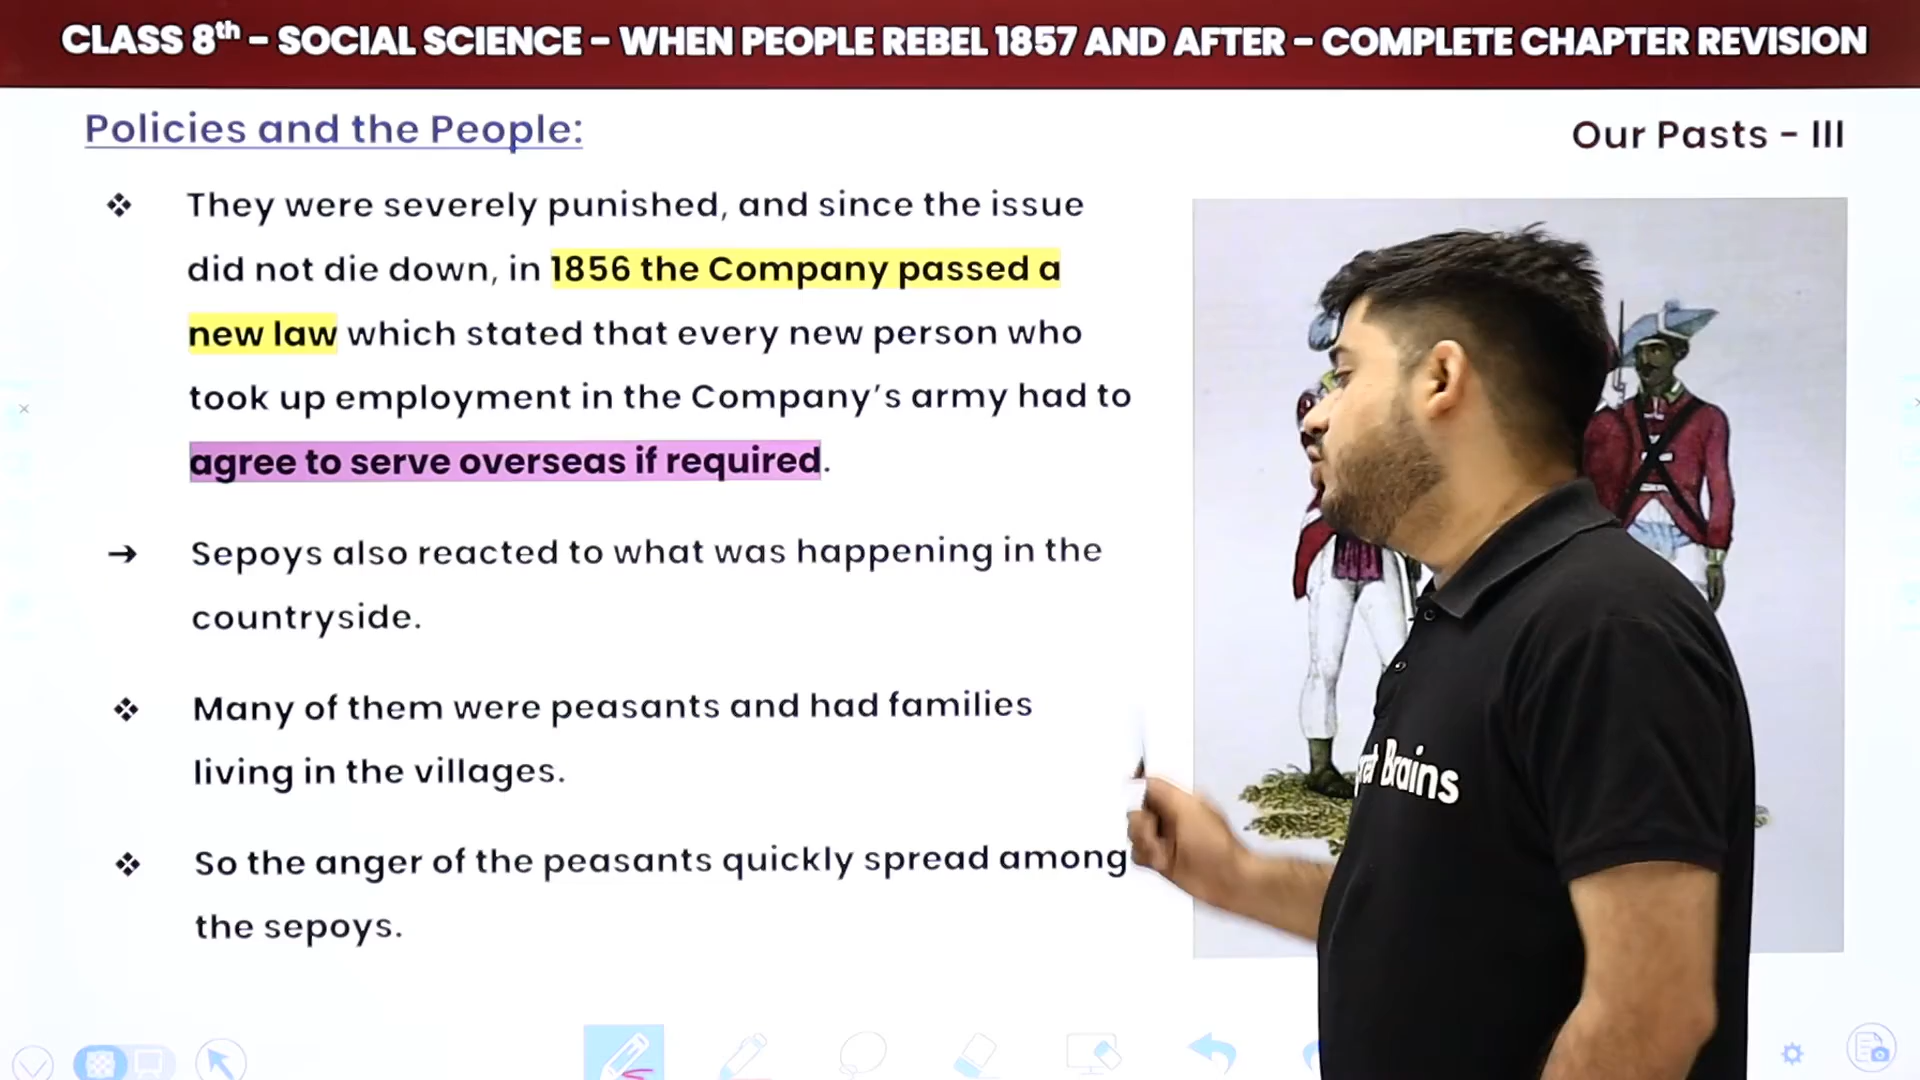 CLASS 8th – SOCIAL SCIENCE – WHEN PEOPLE REBEL 1857 AND AFTER – COMPLETE CHAPTER REVISION
Policies and the People:
Our Pasts – III
❖ They were severely punished, and since the issue
did not die down, in 1856 the Company passed a
new law which stated that every new person who
took up employment in the Company's army had to
agree to serve overseas if required.
➔ Sepoys also reacted to what was happening in the
countryside.
❖ Many of them were peasants and had families
living in the villages.
❖ So the anger of the peasants quickly spread among
the sepoys.
Brains